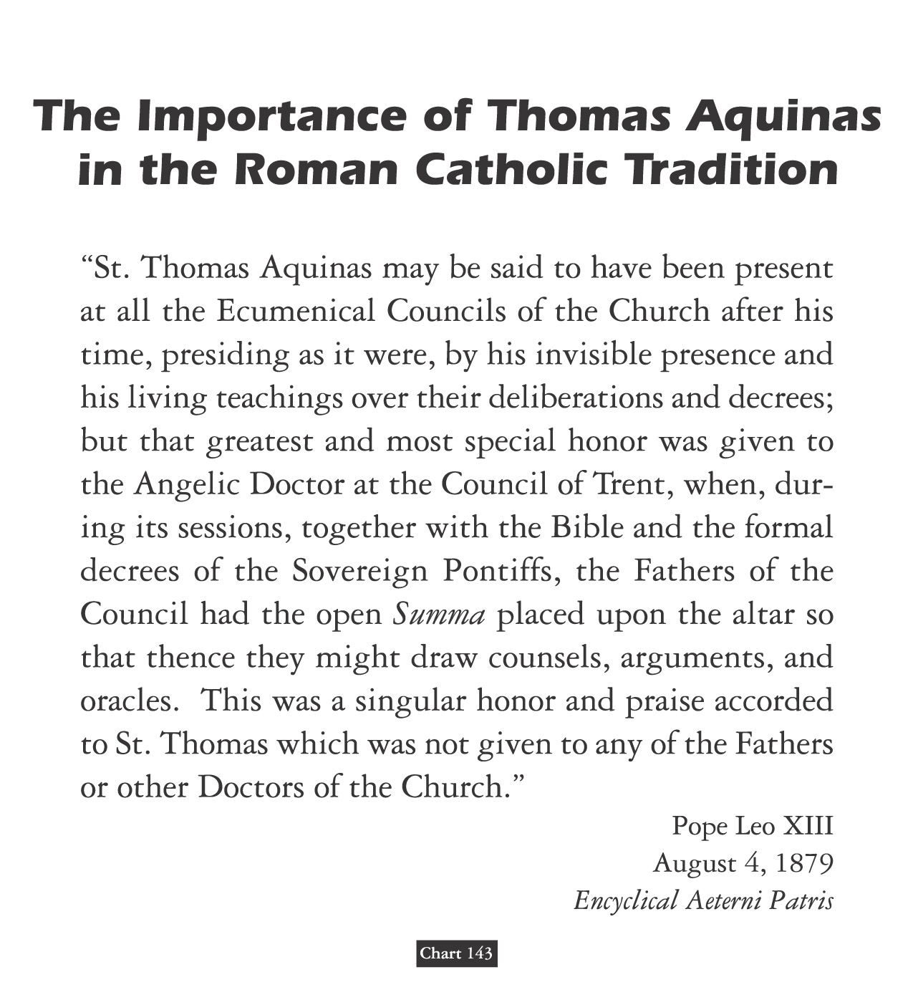 The Importance of Thomas Aquinas
in the Roman Catholic Tradition
“St. Thomas Aquinas may be said to have been present
at all the Ecumenical Councils of the Church after his
time, presiding as it were, by his invisible presence and
his living teachings over their deliberations and decrees;
but that greatest and most special honor was given to
the Angelic Doctor at the Council of Trent, when, dur-
ing its sessions, together with the Bible and the formal
decrees of the Sovereign Pontiffs, the Fathers of the
Council had the open Summa placed upon the altar so
that thence they might draw counsels, arguments, and
oracles.  This was a singular honor and praise accorded
to St. Thomas which was not given to any of the Fathers
or other Doctors of the Church.”
Pope Leo XIII
August 4, 1879
Encyclical Aeterni Patris
Chart 143